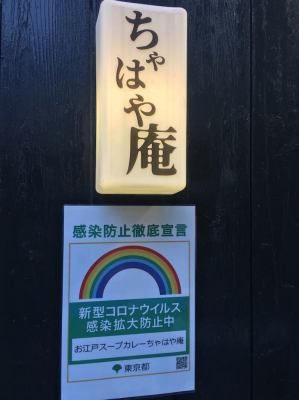 ちゃはや庵
感染防止徹底宣言
新型コロナウイルス
感染拡大防止中
お江戸スープカレーちゃはや庵
東京都